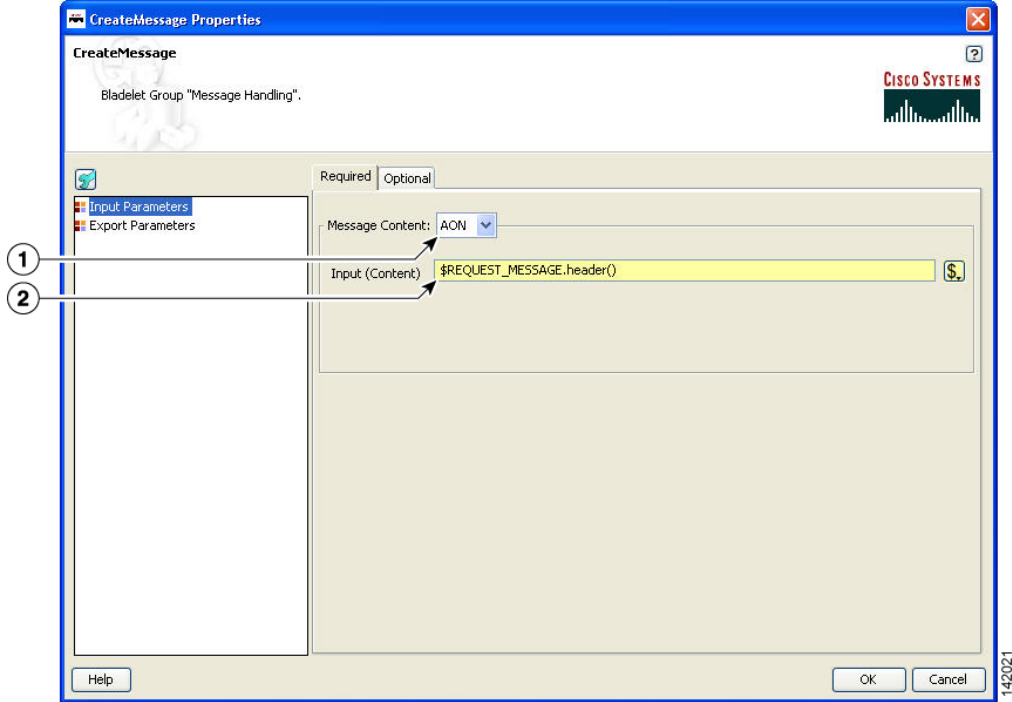 CreateMessage Properties
CreateMessage
?
Bladelet Group "Message Handling".
CISCO SYSTEMS
Required Optional
Input Parameters
Export Parameters
Message Content: AON
1
Input (Content) $REQUEST_MESSAGE.header() $
2
Help OK Cancel
142021